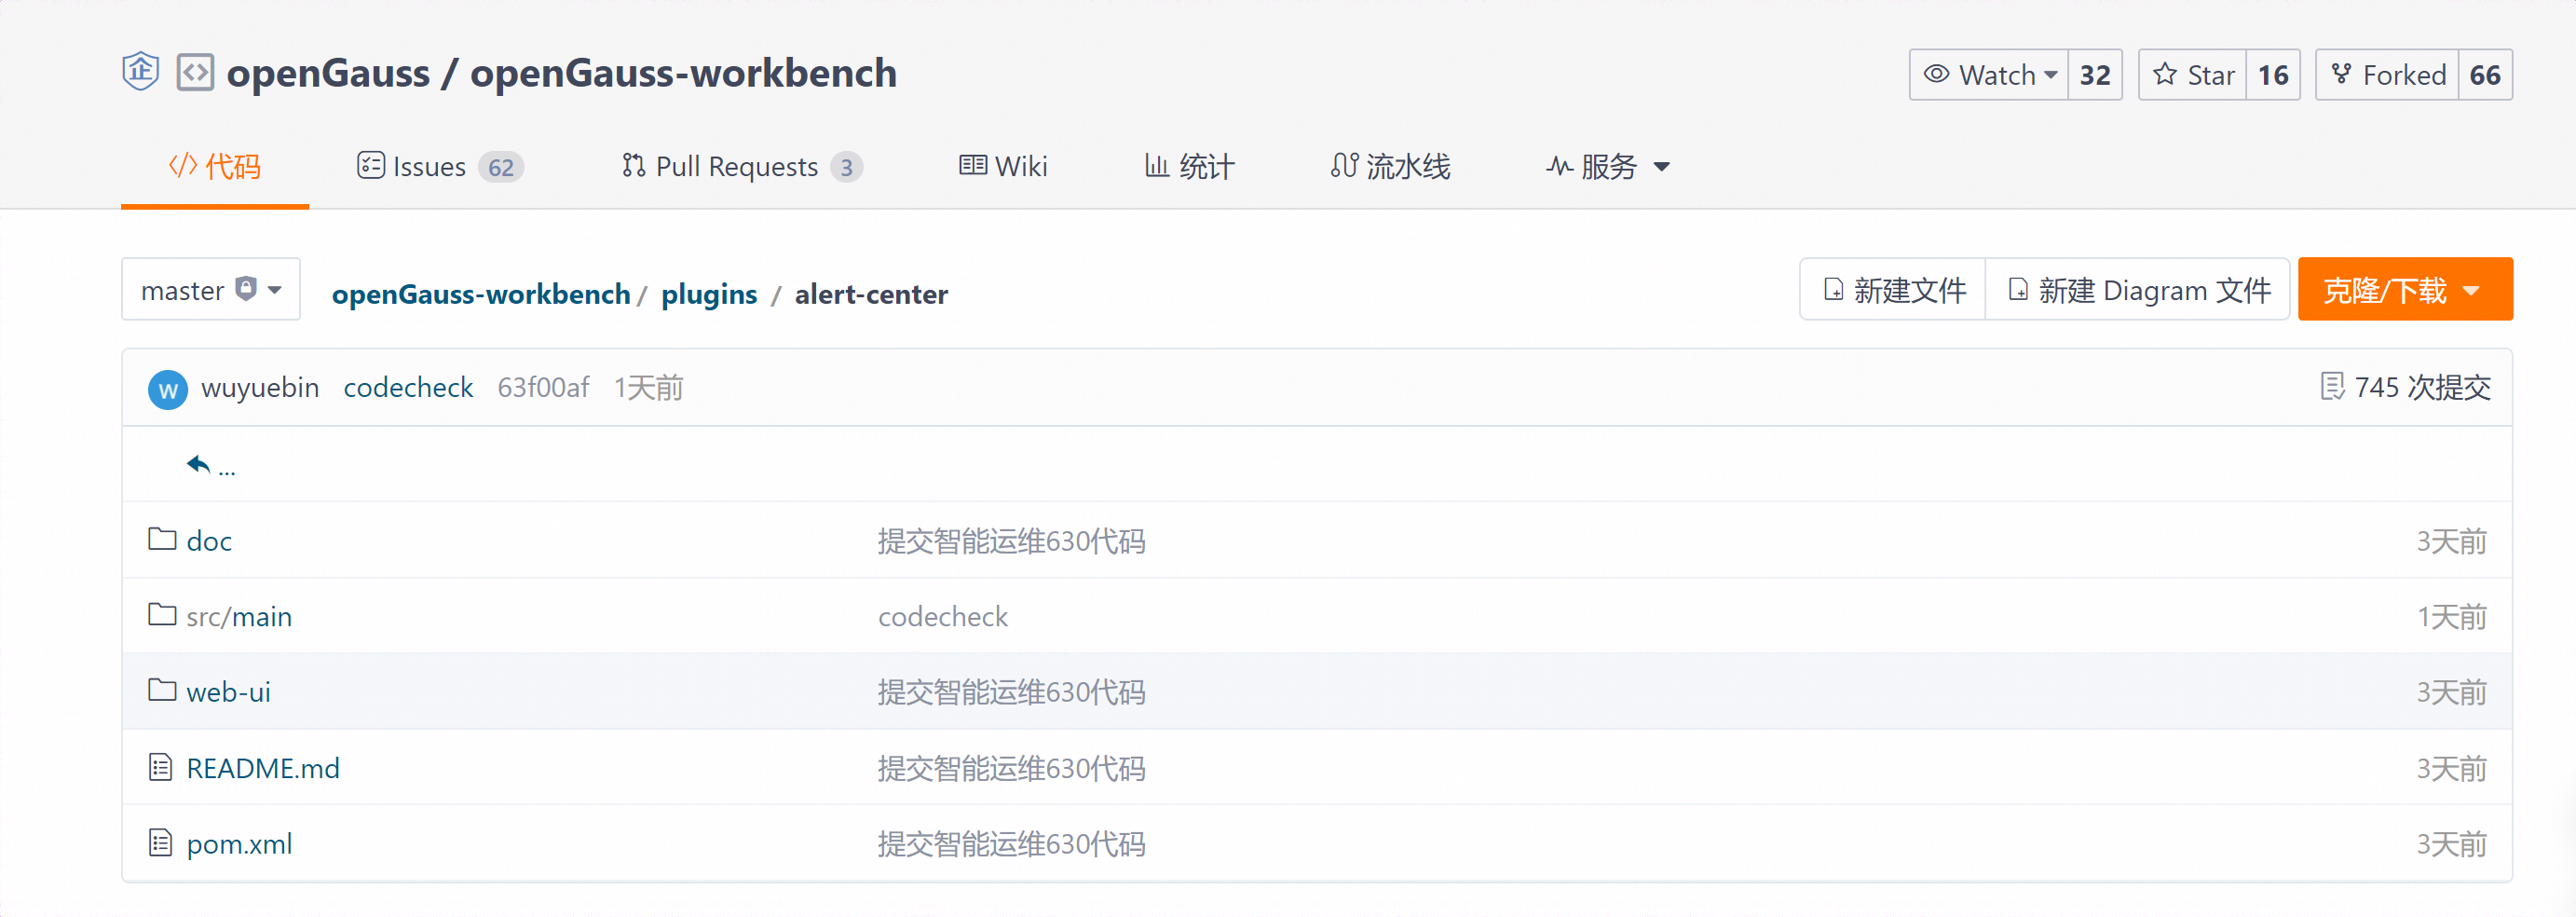 企 openGauss / openGauss-workbench Watch 32 Star 16 Forked 66
代码 Issues 62 Pull Requests 3 Wiki 统计 流水线 服务
master openGauss-workbench / plugins / alert-center 新建文件 新建 Diagram 文件 克隆/下载
W wuyuebin codecheck 63f00af 1天前 745 次提交
...
doc 提交智能运维630代码 3天前
src/main codecheck 1天前
web-ui 提交智能运维630代码 3天前
README.md 提交智能运维630代码 3天前
pom.xml 提交智能运维630代码 3天前